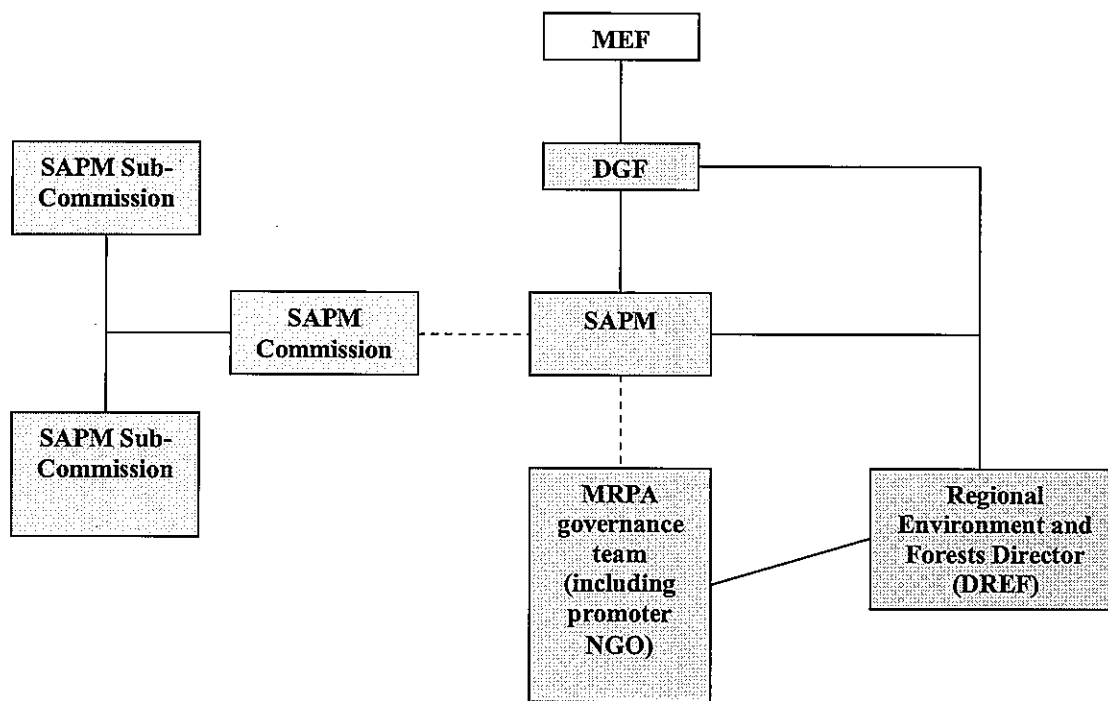 MEF
SAPM Sub-
Commission
DGF
SAPM
Commission
SAPM
SAPM Sub-
Commission
MRPA
governance
team
(including
promoter
NGO)
Regional
Environment and
Forests Director
(DREF)